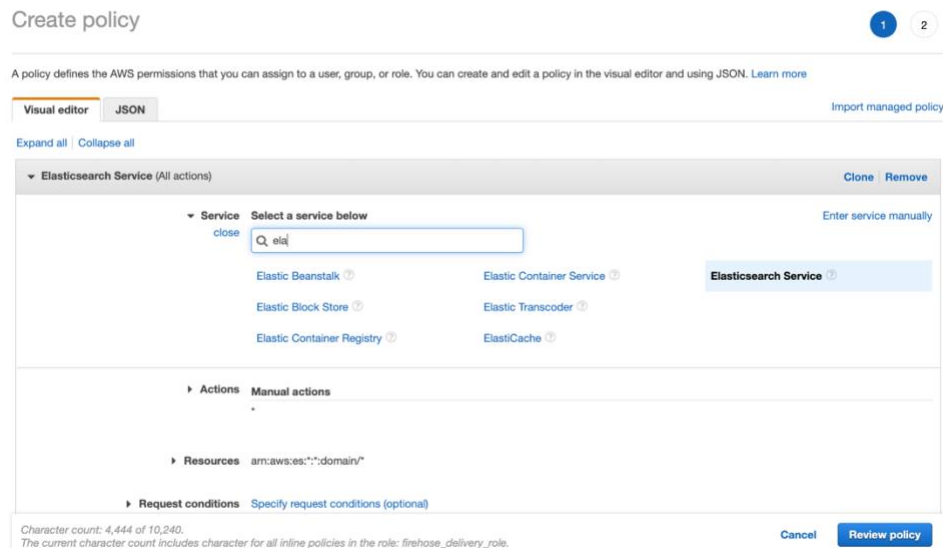 Create policy
1
2
A policy defines the AWS permissions that you can assign to a user, group, or role. You can create and edit a policy in the visual editor and using JSON. Learn more
Visual editor
JSON
Import managed policy
Expand all | Collapse all
Elasticsearch Service (All actions)
Clone | Remove
Service
close
Select a service below
Enter service manually
ela
Elastic Beanstalk ?
Elastic Container Service ?
Elasticsearch Service ?
Elastic Block Store ?
Elastic Transcoder ?
Elastic Container Registry ?
ElastiCache ?
Actions
Manual actions
*
Resources
arn:aws:es:*:*:domain/*
Request conditions
Specify request conditions (optional)
Character count: 4,444 of 10,240.
The current character count includes character for all inline policies in the role: firehose_delivery_role.
Cancel
Review policy